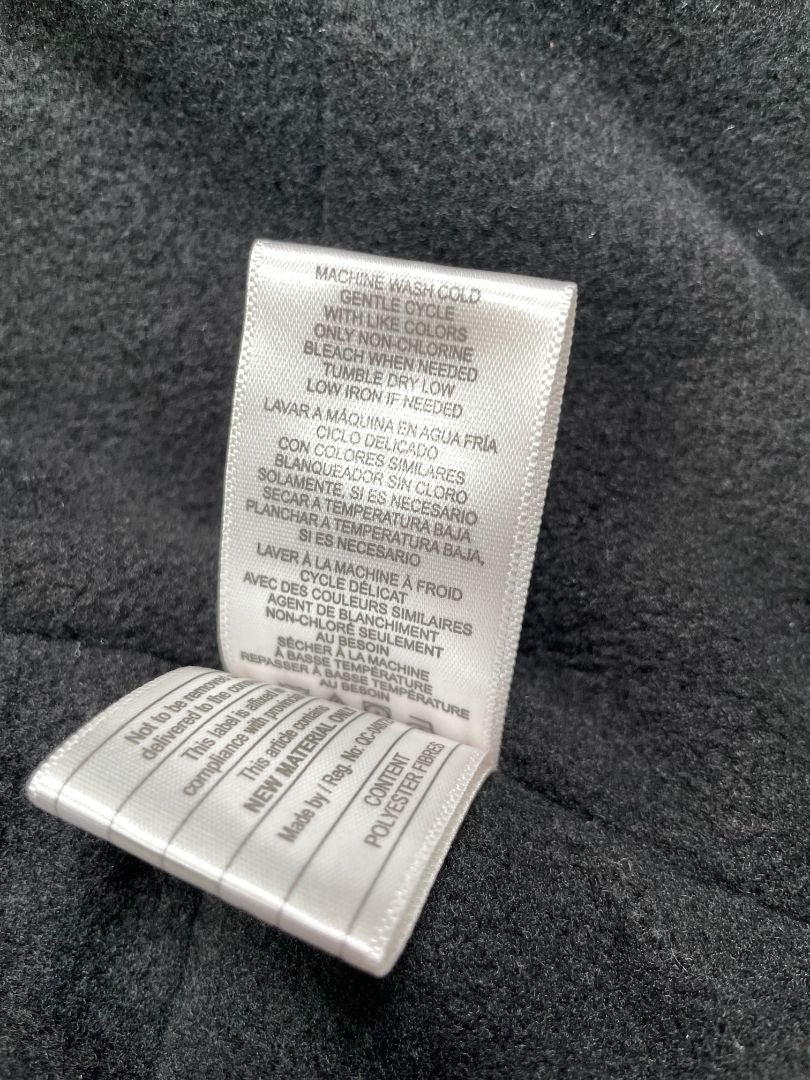 MACHINE WASH COLD
GENTLE CYCLE
WITH LIKE COLORS
ONLY NON-CHLORINE
BLEACH WHEN NEEDED
TUMBLE DRY LOW
LOW IRON IF NEEDED
LAVAR A MÁQUINA EN AGUA FRÍA
CICLO DELICADO
CON COLORES SIMILARES
BLANQUEADOR SIN CLORO
SOLAMENTE, SI ES NECESARIO
SECAR A TEMPERATURA BAJA
PLANCHAR A TEMPERATURA BAJA,
SI ES NECESARIO
LAVER À LA MACHINE À FROID
CYCLE DÉLICAT
AVEC DES COULEURS SIMILAIRES
AGENT DE BLANCHIMENT
NON-CHLORÉ SEULEMENT
AU BESOIN
SÉCHER À LA MACHINE
À BASSE TEMPÉRATURE
REPASSER À BASSE TEMPÉRATURE
AU BESOIN
Not to be removed
delivered to the
This label is affixed
compliance with
This article contains
NEW MATERIAL ONLY
Made by / Reg. No:
CONTENT
POLYESTER FIBRES